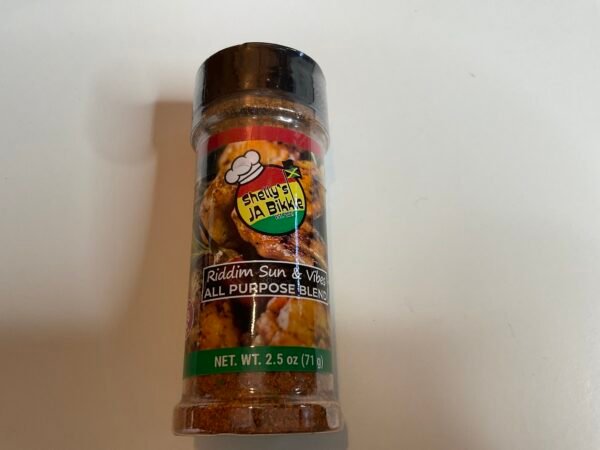 Shelly's
JA Bikkle
Riddim Sun & Vibes
ALL PURPOSE BLEND
NET. WT. 2.5 oz (71 g)